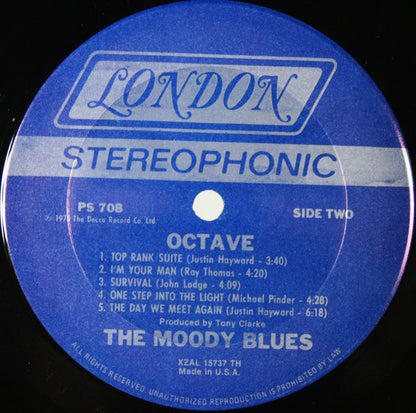 LONDON
STEREOPHONIC
PS 708
SIDE TWO
℗ 1978 The Decca Record Co. Ltd.
OCTAVE
1. TOP RANK SUITE (Justin Hayward - 3:40)
2. I'M YOUR MAN (Ray Thomas - 4:20)
3. SURVIVAL (John Lodge - 4:09)
4. ONE STEP INTO THE LIGHT (Michael Pinder - 4:28)
5. THE DAY WE MEET AGAIN (Justin Hayward - 6:18)
Produced by Tony Clarke
THE MOODY BLUES
XZAL 15737 TH
Made in U.S.A.
ALL RIGHTS RESERVED. UNAUTHORIZED REPRODUCTION IS PROHIBITED BY LAW